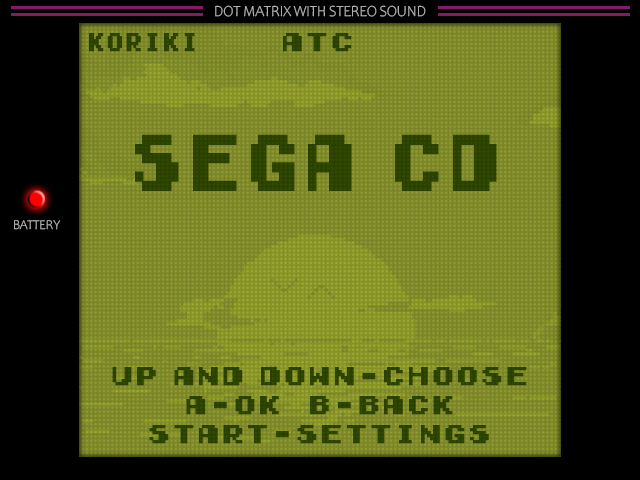 DOT MATRIX WITH STEREO SOUND
KORIKI ATC
SEGA CD
BATTERY
UP AND DOWN-CHOOSE
A-OK B-BACK
START-SETTINGS